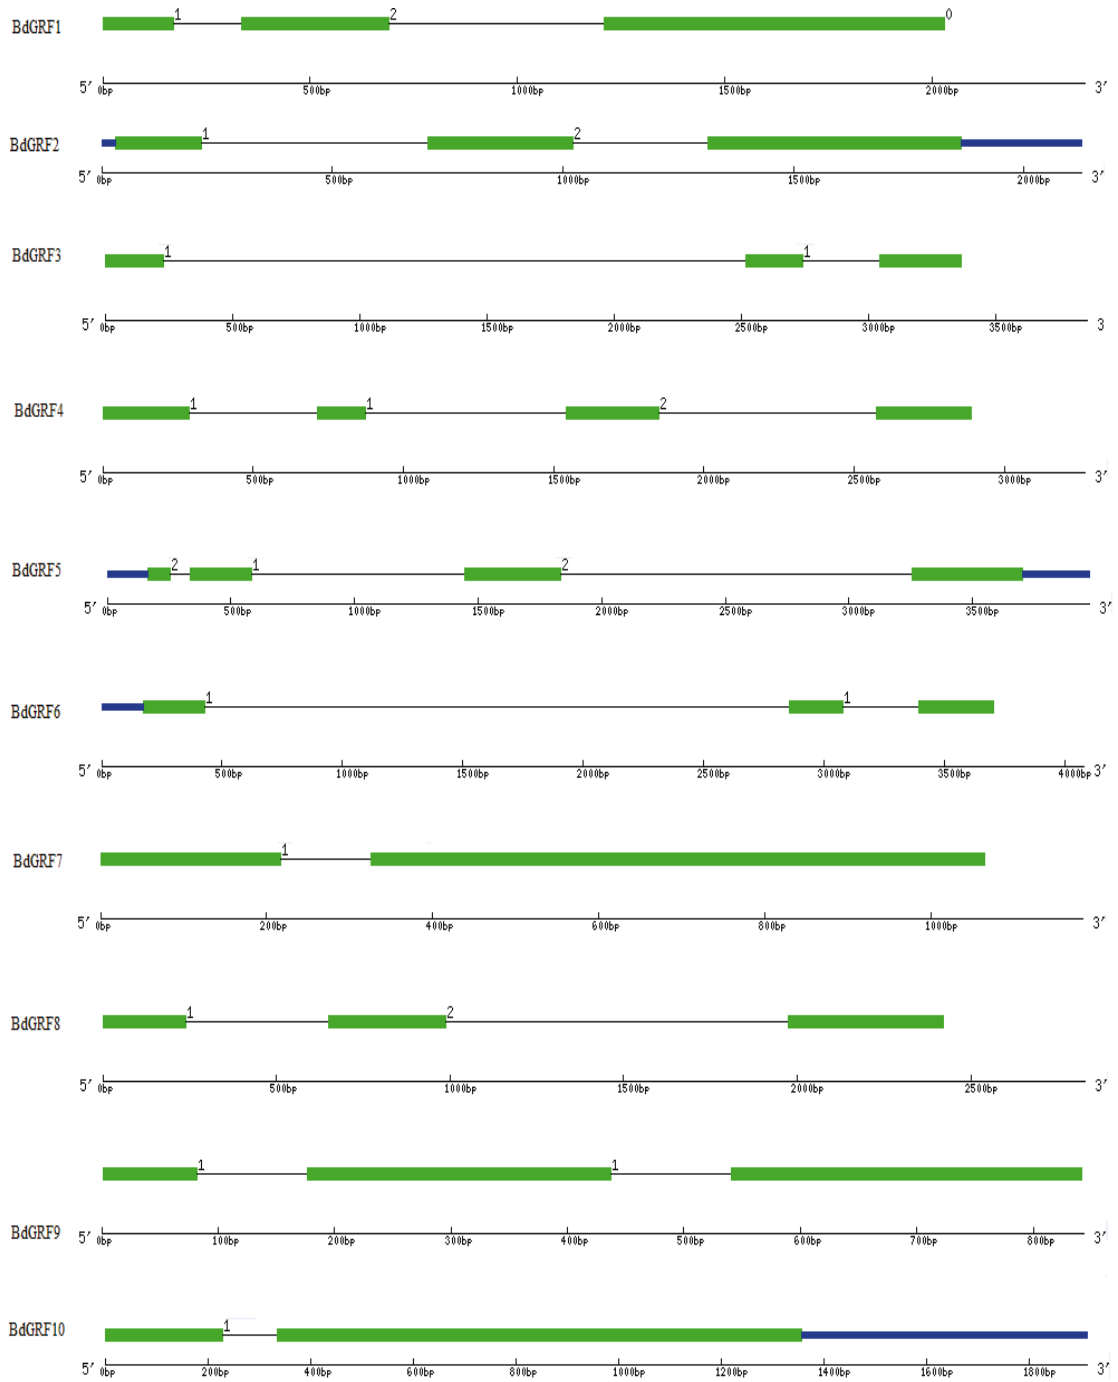 1 2 0
BdGRF1
5′ 0bp 500bp 1000bp 1500bp 2000bp 3′
1 2
BdGRF2
5′ 0bp 500bp 1000bp 1500bp 2000bp 3′
BdGRF3 1 1
5′ 0bp 500bp 1000bp 1500bp 2000bp 2500bp 3000bp 3500bp 3
BdGRF4 1 1 2
5′ 0bp 500bp 1000bp 1500bp 2000bp 2500bp 3000bp 3′
BdGRF5 2 1 2
5′ 0bp 500bp 1000bp 1500bp 2000bp 2500bp 3000bp 3500bp 3′
1 1
BdGRF6
5′ 0bp 500bp 1000bp 1500bp 2000bp 2500bp 3000bp 3500bp 4000bp 3′
1
BdGRF7
5′ 0bp 200bp 400bp 600bp 800bp 1000bp 3′
1 2
BdGRF8
5′ 0bp 500bp 1000bp 1500bp 2000bp 2500bp 3′
1 1
BdGRF9
5′ 0bp 100bp 200bp 300bp 400bp 500bp 600bp 700bp 800bp 3′
BdGRF10 1
5′ 0bp 200bp 400bp 600bp 800bp 1000bp 1200bp 1400bp 1600bp 1800bp 3′